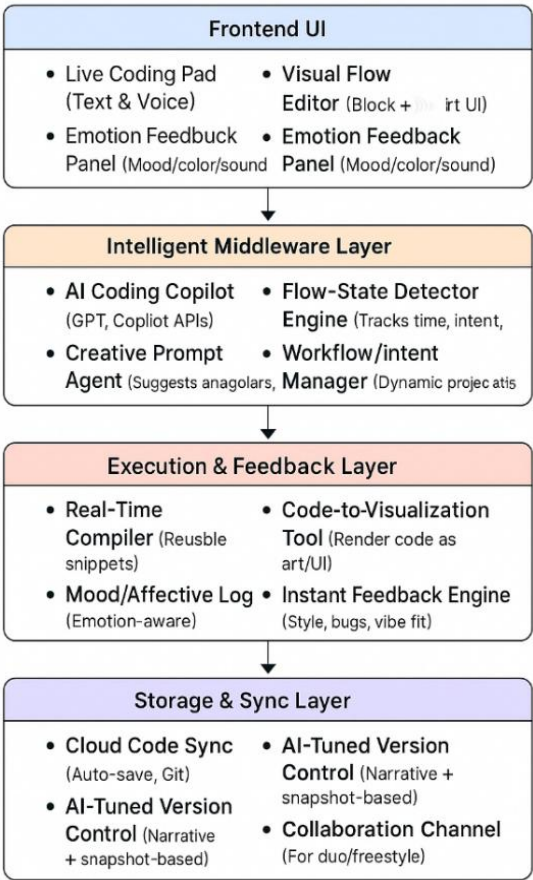 Frontend UI
• Live Coding Pad
(Text & Voice)
• Emotion Feedbuck
Panel (Mood/color/sound
• Visual Flow
Editor (Block + irt UI)
• Emotion Feedback
Panel (Mood/color/sound)
Intelligent Middleware Layer
• AI Coding Copilot
(GPT, Copliot APIs)
• Creative Prompt
Agent (Suggests anagolars,
• Flow-State Detector
Engine (Tracks time, intent,
• Workflow/intent
Manager (Dynamic projec atis
Execution & Feedback Layer
• Real-Time
Compiler (Reusble
snippets)
• Mood/Affective Log
(Emotion-aware)
• Code-to-Visualization
Tool (Render code as
art/UI)
• Instant Feedback Engine
(Style, bugs, vibe fit)
Storage & Sync Layer
• Cloud Code Sync
(Auto-save, Git)
• AI-Tuned Version
Control (Narrative
+ snapshot-based)
• AI-Tuned Version
Control (Narrative +
snapshot-based)
• Collaboration Channel
(For duo/freestyle)